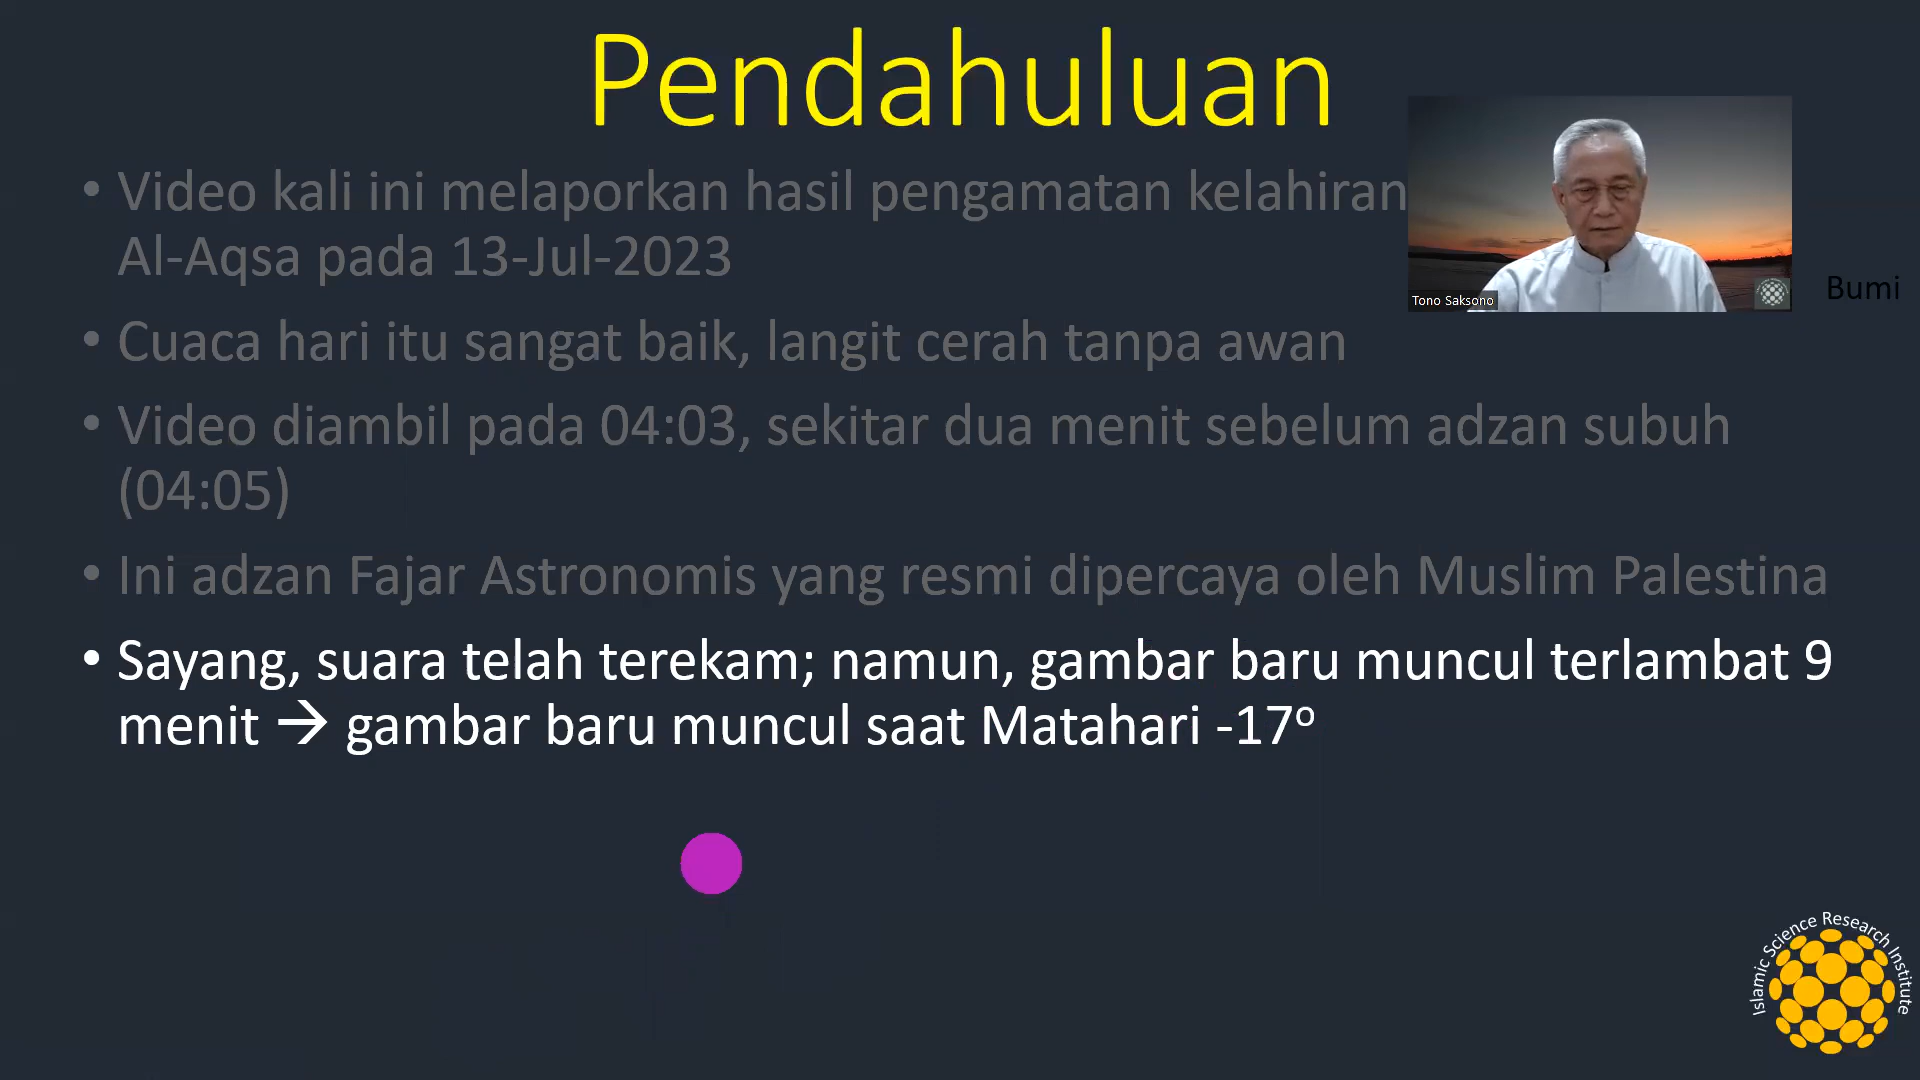 Pendahuluan
• Video kali ini melaporkan hasil pengamatan kelahiran
Al-Aqsa pada 13-Jul-2023
Tono Saksono
Bumi
• Cuaca hari itu sangat baik, langit cerah tanpa awan
• Video diambil pada 04:03, sekitar dua menit sebelum adzan subuh
(04:05)
• Ini adzan Fajar Astronomis yang resmi dipercaya oleh Muslim Palestina
• Sayang, suara telah terekam; namun, gambar baru muncul terlambat 9
menit → gambar baru muncul saat Matahari -17º
Islamic Science Research Institute